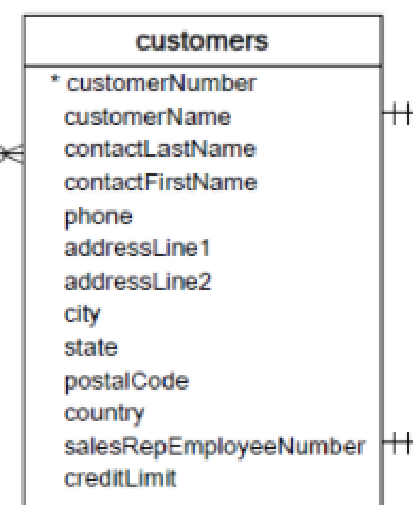 customers
* customerNumber
customerName
contactLastName
contactFirstName
phone
addressLine1
addressLine2
city
state
postalCode
country
salesRepEmployeeNumber
creditLimit